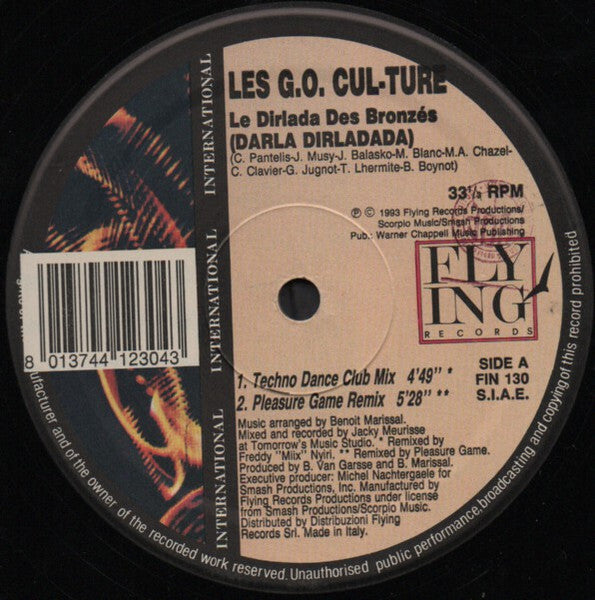 LES G.O. CUL-TURE
Le Dirlada Des Bronzés
(DARLA DIRLADADA)
(C. Pantelis-J. Musy-J. Balasko-M. Blanc-M.A. Chazel-
C. Clavier-G. Jugnot-T. Lhermite-B. Boynot)
33⅓ RPM
℗ © 1993 Flying Records Productions/
Scorpio Music/Smash Productions
Pub.: Warner Chappell Music Publishing
FLY
ING
RECORDS
SIDE A
FIN 130
S.I.A.E.
1. Techno Dance Club Mix 4'49'' *
2. Pleasure Game Remix 5'28'' **
Music arranged by Benoit Marissal.
Mixed and recorded by Jacky Meurisse
at Tomorrow's Music Studio. * Remixed by
Freddy "Miix" Nyiri. ** Remixed by Pleasure Game.
Produced by B. Van Garsse and B. Marissal.
Executive producer: Michel Nachtergaele for
Smash Productions, Inc. Manufactured by
Flying Records Productions under license
from Smash Productions/Scorpio Music.
Distributed by Distribuzioni Flying
Records Srl. Made in Italy.
INTERNATIONAL
INTERNATIONAL
INTERNATIONAL
8 013744 123043
ufacturer and of the owner of the recorded work reserved. Unauthorised public performance, broadcasting and copying of this record prohibited